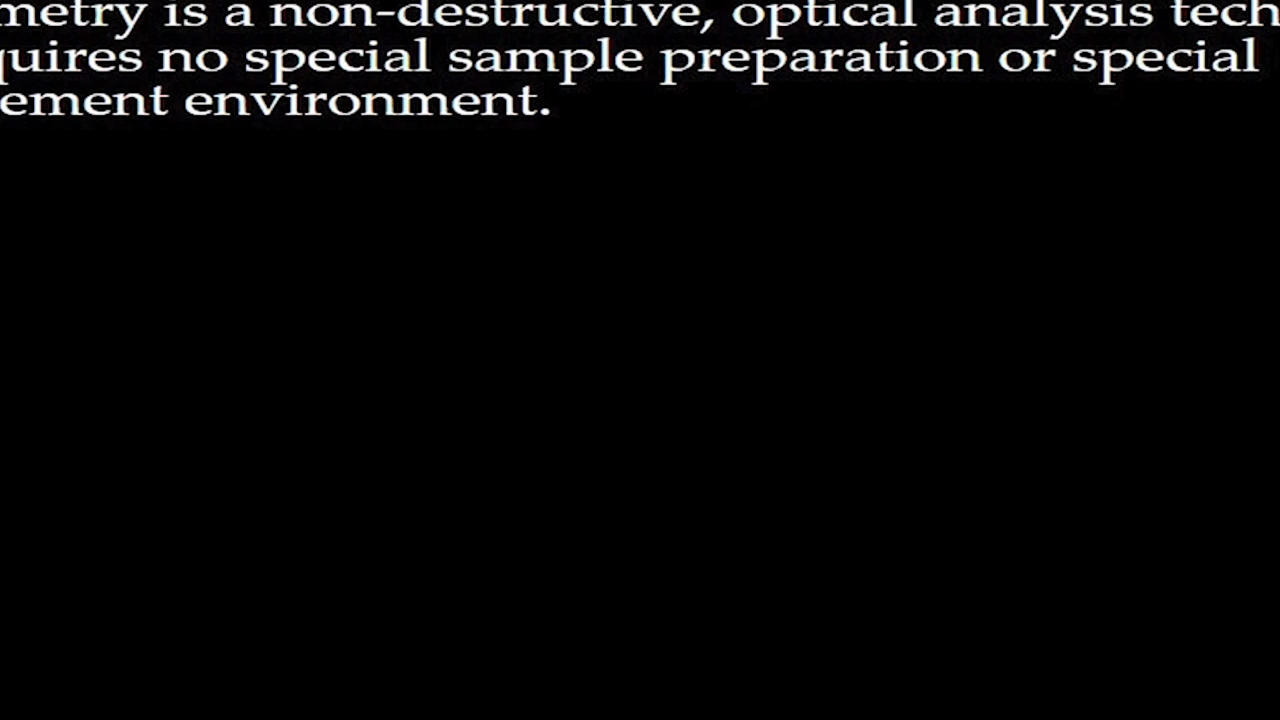 metry is a non-destructive, optical analysis tech
quires no special sample preparation or special
ement environment.